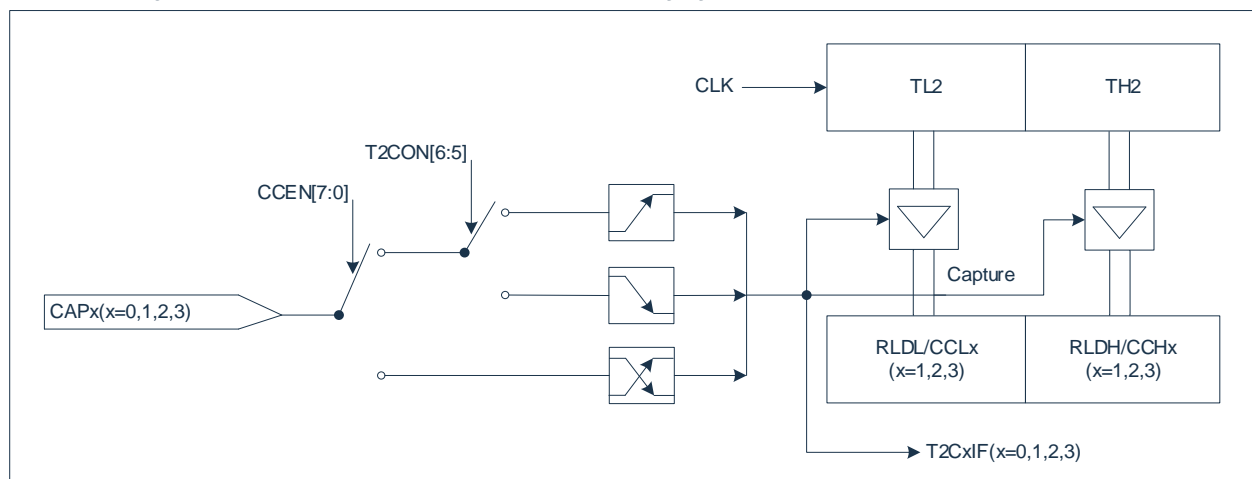 CLK
TL2
TH2
T2CON[6:5]
CCEN[7:0]
Capture
CAPx(x=0,1,2,3)
RLDL/CCLx
(x=1,2,3)
RLDH/CCHx
(x=1,2,3)
T2CxIF(x=0,1,2,3)